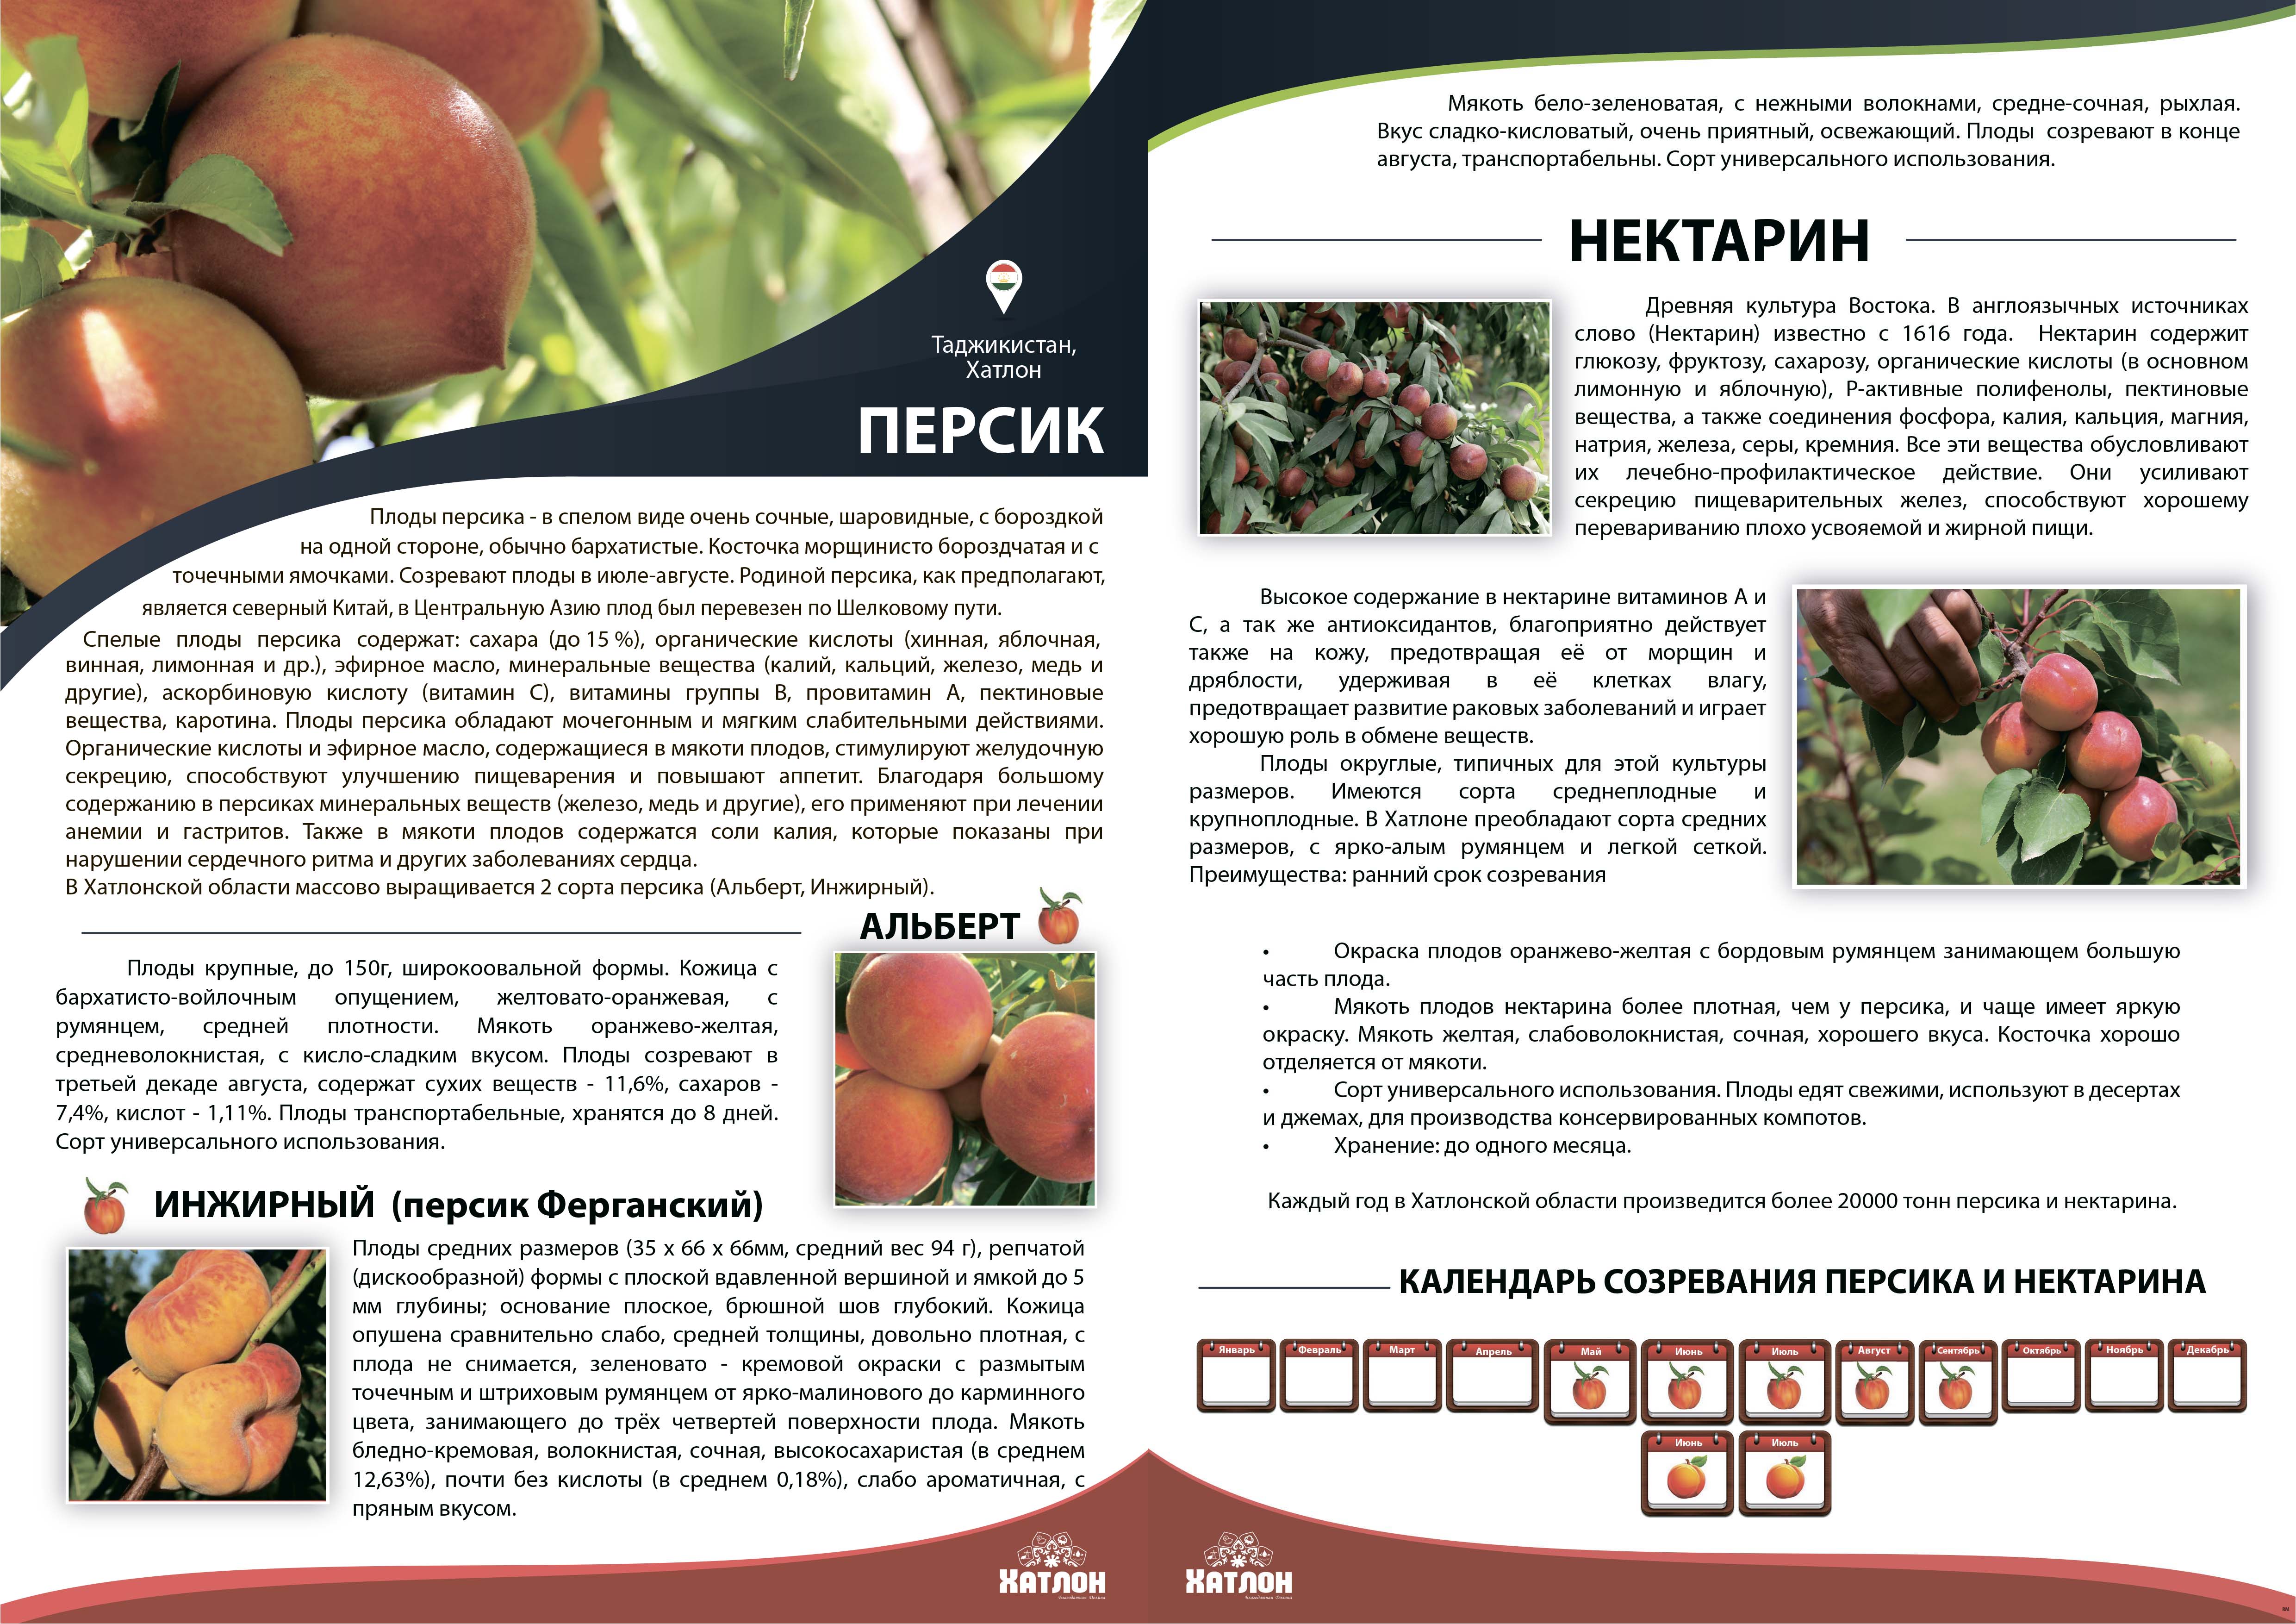 Таджикистан,
Хатлон
ПЕРСИК
Плоды персика - в спелом виде очень сочные, шаровидные, с бороздкой
на одной стороне, обычно бархатистые. Косточка морщинисто бороздчатая и с
точечными ямочками. Созревают плоды в июле-августе. Родиной персика, как предполагают,
является северный Китай, в Центральную Азию плод был перевезен по Шелковому пути.
Спелые плоды персика содержат: сахара (до 15 %), органические кислоты (хинная, яблочная,
винная, лимонная и др.), эфирное масло, минеральные вещества (калий, кальций, железо, медь и
другие), аскорбиновую кислоту (витамин С), витамины группы В, провитамин А, пектиновые
вещества, каротина. Плоды персика обладают мочегонным и мягким слабительными действиями.
Органические кислоты и эфирное масло, содержащиеся в мякоти плодов, стимулируют желудочную
секрецию, способствуют улучшению пищеварения и повышают аппетит. Благодаря большому
содержанию в персиках минеральных веществ (железо, медь и другие), его применяют при лечении
анемии и гастритов. Также в мякоти плодов содержатся соли калия, которые показаны при
нарушении сердечного ритма и других заболеваниях сердца.
В Хатлонской области массово выращивается 2 сорта персика (Альберт, Инжирный).
АЛЬБЕРТ
Плоды крупные, до 150г, широкоовальной формы. Кожица с
бархатисто-войлочным опущением, желтовато-оранжевая, с
румянцем, средней плотности. Мякоть оранжево-желтая,
средневолокнистая, с кисло-сладким вкусом. Плоды созревают в
третьей декаде августа, содержат сухих веществ - 11,6%, сахаров -
7,4%, кислот - 1,11%. Плоды транспортабельные, хранятся до 8 дней.
Сорт универсального использования.
ИНЖИРНЫЙ (персик Ферганский)
Плоды средних размеров (35 х 66 х 66мм, средний вес 94 г), репчатой
(дискообразной) формы с плоской вдавленной вершиной и ямкой до 5
мм глубины; основание плоское, брюшной шов глубокий. Кожица
опушена сравнительно слабо, средней толщины, довольно плотная, с
плода не снимается, зеленовато - кремовой окраски с размытым
точечным и штриховым румянцем от ярко-малинового до карминного
цвета, занимающего до трёх четвертей поверхности плода. Мякоть
бледно-кремовая, волокнистая, сочная, высокосахаристая (в среднем
12,63%), почти без кислоты (в среднем 0,18%), слабо ароматичная, с
пряным вкусом.
ХАТЛОН
Благодатная Долина
Мякоть бело-зеленоватая, с нежными волокнами, средне-сочная, рыхлая.
Вкус сладко-кисловатый, очень приятный, освежающий. Плоды созревают в конце
августа, транспортабельны. Сорт универсального использования.
НЕКТАРИН
Древняя культура Востока. В англоязычных источниках
слово (Нектарин) известно с 1616 года. Нектарин содержит
глюкозу, фруктозу, сахарозу, органические кислоты (в основном
лимонную и яблочную), Р-активные полифенолы, пектиновые
вещества, а также соединения фосфора, калия, кальция, магния,
натрия, железа, серы, кремния. Все эти вещества обусловливают
их лечебно-профилактическое действие. Они усиливают
секрецию пищеварительных желез, способствуют хорошему
перевариванию плохо усвояемой и жирной пищи.
Высокое содержание в нектарине витаминов А и
С, а так же антиоксидантов, благоприятно действует
также на кожу, предотвращая её от морщин и
дряблости, удерживая в её клетках влагу,
предотвращает развитие раковых заболеваний и играет
хорошую роль в обмене веществ.
Плоды округлые, типичных для этой культуры
размеров. Имеются сорта среднеплодные и
крупноплодные. В Хатлоне преобладают сорта средних
размеров, с ярко-алым румянцем и легкой сеткой.
Преимущества: ранний срок созревания
• Окраска плодов оранжево-желтая с бордовым румянцем занимающем большую
часть плода.
• Мякоть плодов нектарина более плотная, чем у персика, и чаще имеет яркую
окраску. Мякоть желтая, слабоволокнистая, сочная, хорошего вкуса. Косточка хорошо
отделяется от мякоти.
• Сорт универсального использования. Плоды едят свежими, используют в десертах
и джемах, для производства консервированных компотов.
• Хранение: до одного месяца.
Каждый год в Хатлонской области произведится более 20000 тонн персика и нектарина.
КАЛЕНДАРЬ СОЗРЕВАНИЯ ПЕРСИКА И НЕКТАРИНА
Январь Февраль Март Апрель Май Июнь Июль Август Сентябрь Октябрь Ноябрь Декабрь
Июнь Июль
ХАТЛОН
Благодатная Долина